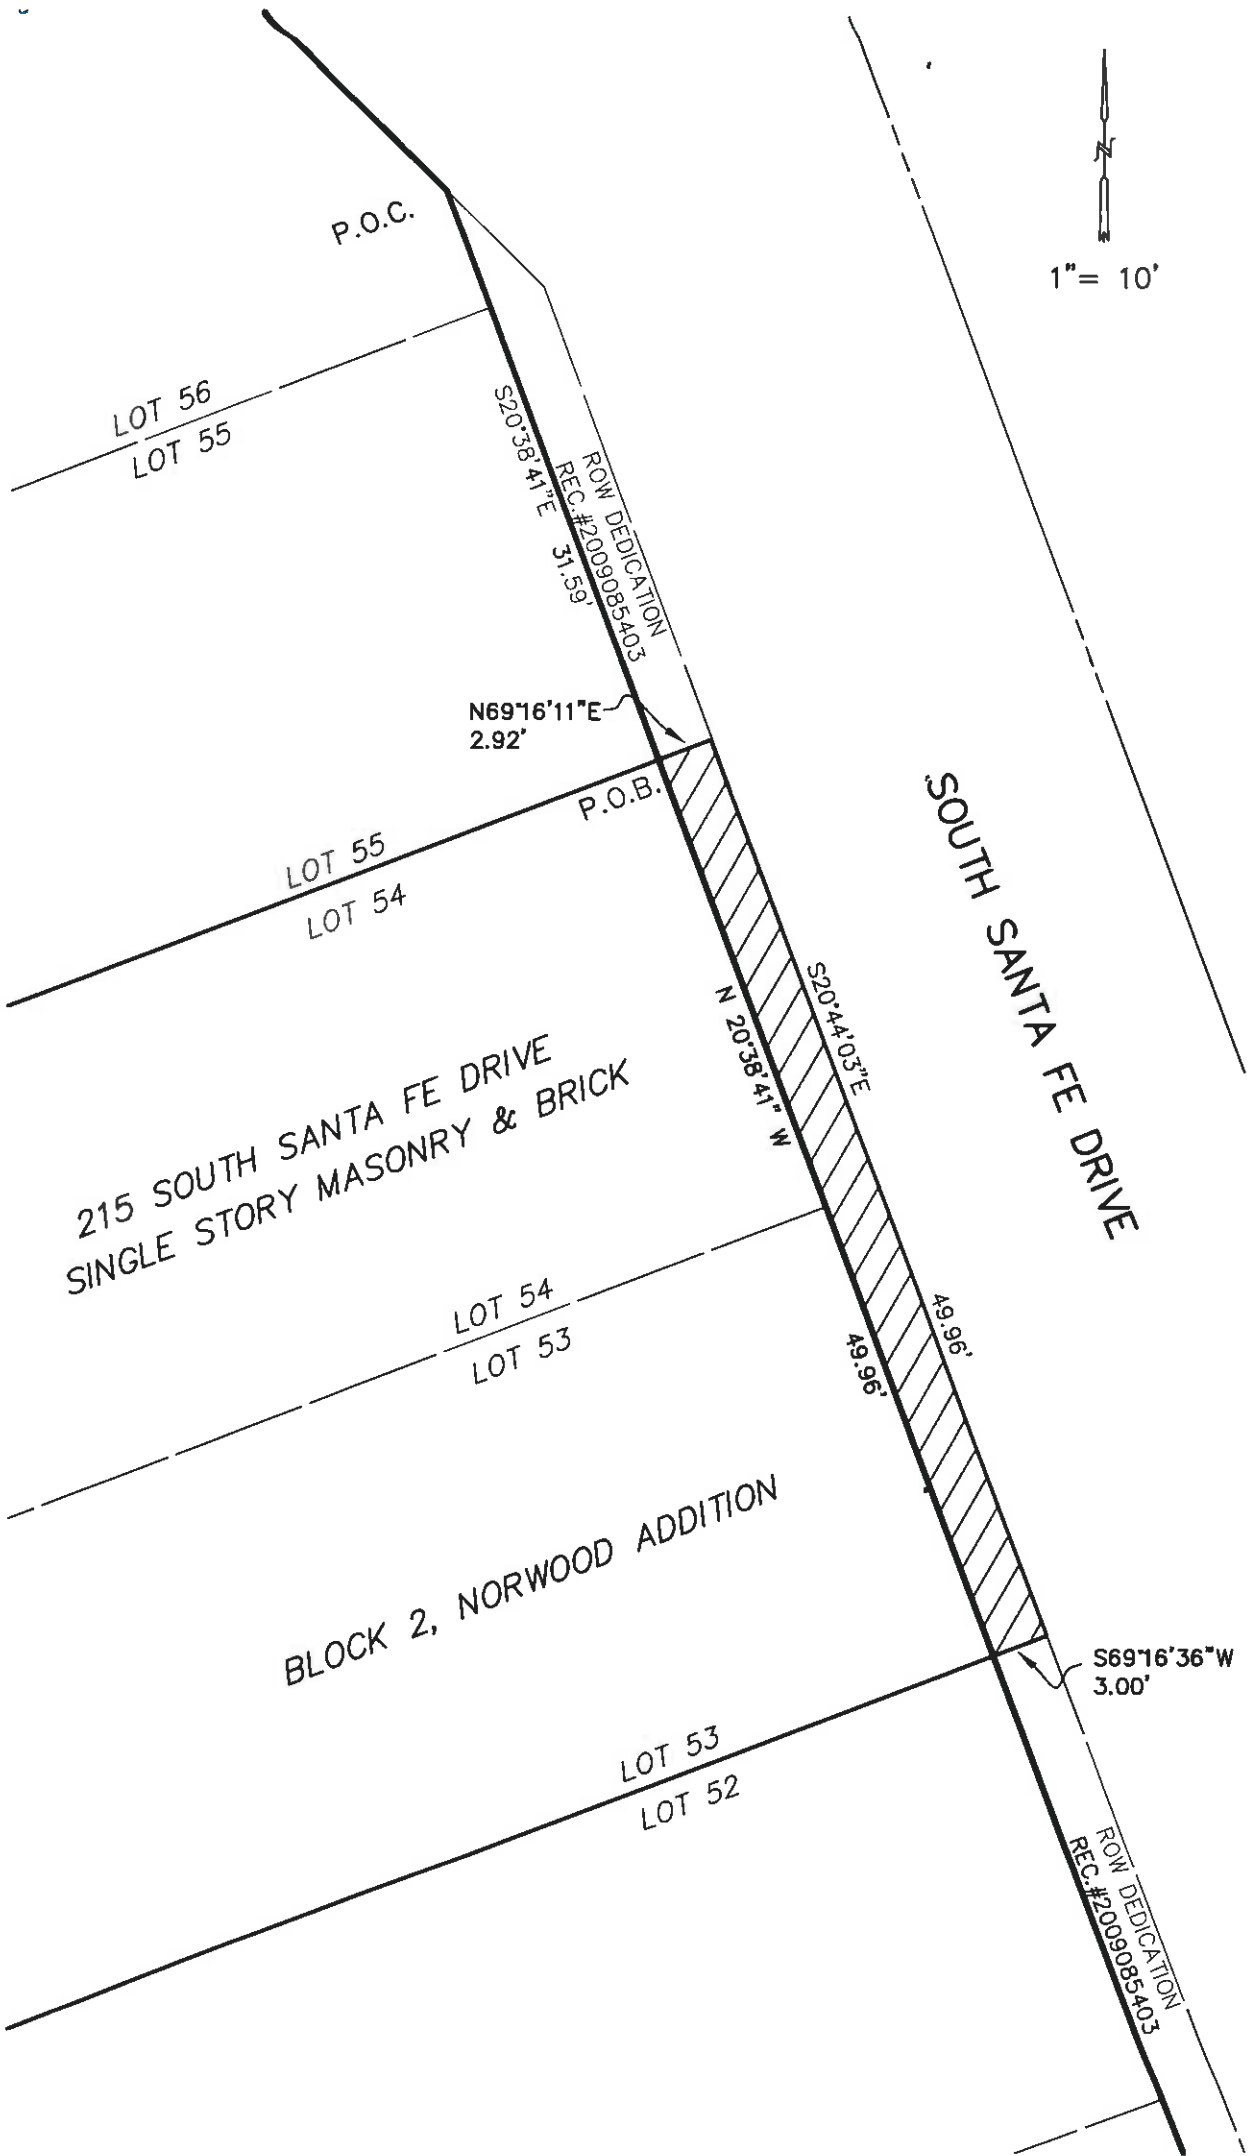 P.O.C.
1"= 10'
LOT 56
LOT 55
S20°38'41"E 31.59'
ROW DEDICATION
REC.#2009085403
N69°16'11"E
2.92'
P.O.B.
LOT 55
LOT 54
SOUTH SANTA FE DRIVE
S20°44'03"E 49.96'
N 20°38'41" W 49.96'
215 SOUTH SANTA FE DRIVE
SINGLE STORY MASONRY & BRICK
LOT 54
LOT 53
BLOCK 2, NORWOOD ADDITION
S69°16'36"W
3.00'
LOT 53
LOT 52
ROW DEDICATION
REC.#2009085403